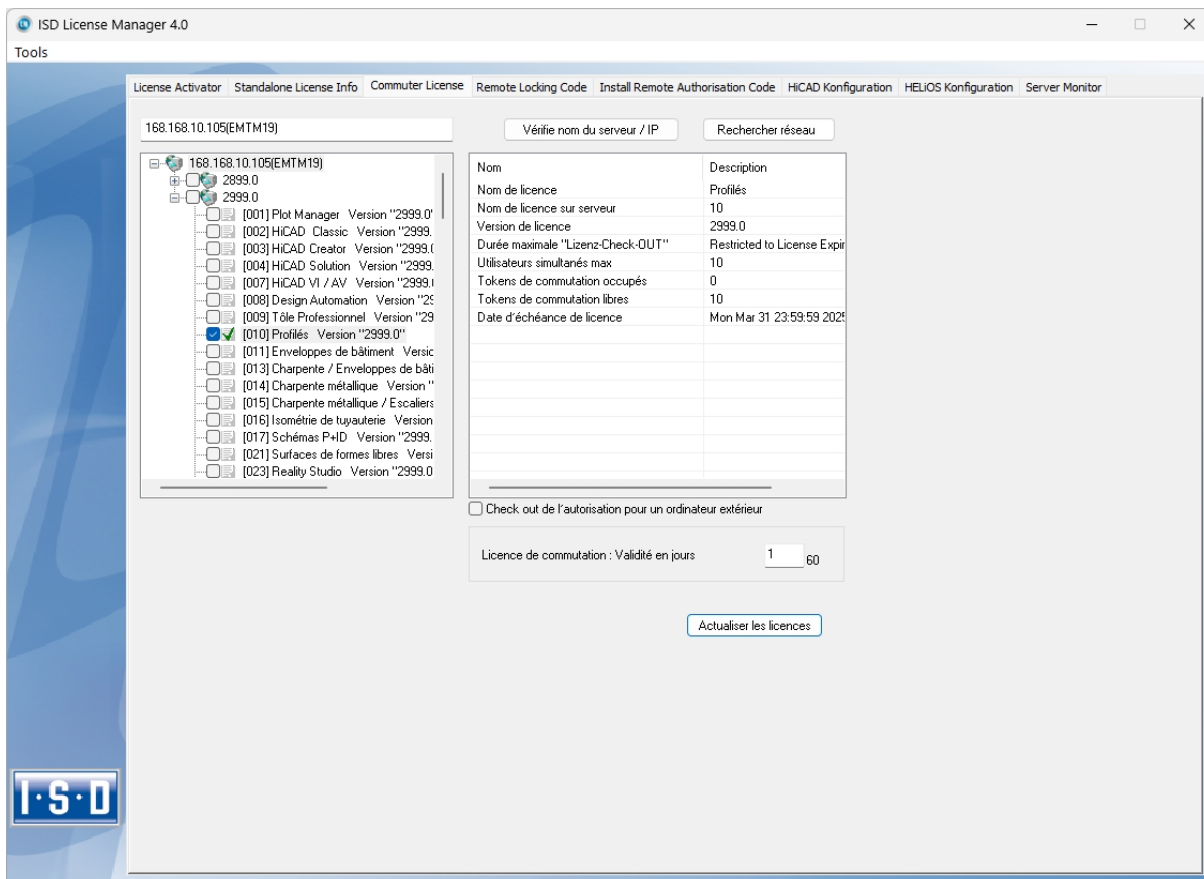 ISD License Manager 4.0
Tools
License Activator Standalone License Info Commuter License Remote Locking Code Install Remote Authorisation Code HiCAD Konfiguration HELiOS Konfiguration Server Monitor
168.168.10.105(EMTM19)
Vérifie nom du serveur / IP
Rechercher réseau
168.168.10.105(EMTM19)
2899.0
2999.0
[001] Plot Manager Version "2999.0"
[002] HiCAD Classic Version "2999.
[003] HiCAD Creator Version "2999.(
[004] HiCAD Solution Version "2999.
[007] HiCAD VI / AV Version "2999.(
[008] Design Automation Version "29
[009] Tôle Professionnel Version "29
[010] Profilés Version "2999.0"
[011] Enveloppes de bâtiment Versic
[013] Charpente / Enveloppes de bâti
[014] Charpente métallique Version "
[015] Charpente métallique / Escaliers
[016] Isométrie de tuyauterie Version
[017] Schémas P+ID Version "2999.
[021] Surfaces de formes libres Versi
[023] Reality Studio Version "2999.0
Nom Description
Nom de licence Profilés
Nom de licence sur serveur 10
Version de licence 2999.0
Durée maximale "Lizenz-Check-OUT" Restricted to License Expir
Utilisateurs simultanés max 10
Tokens de commutation occupés 0
Tokens de commutation libres 10
Date d'échéance de licence Mon Mar 31 23:59:59 2025
Check out de l'autorisation pour un ordinateur extérieur
Licence de commutation : Validité en jours 1 60
Actualiser les licences
I·S·D